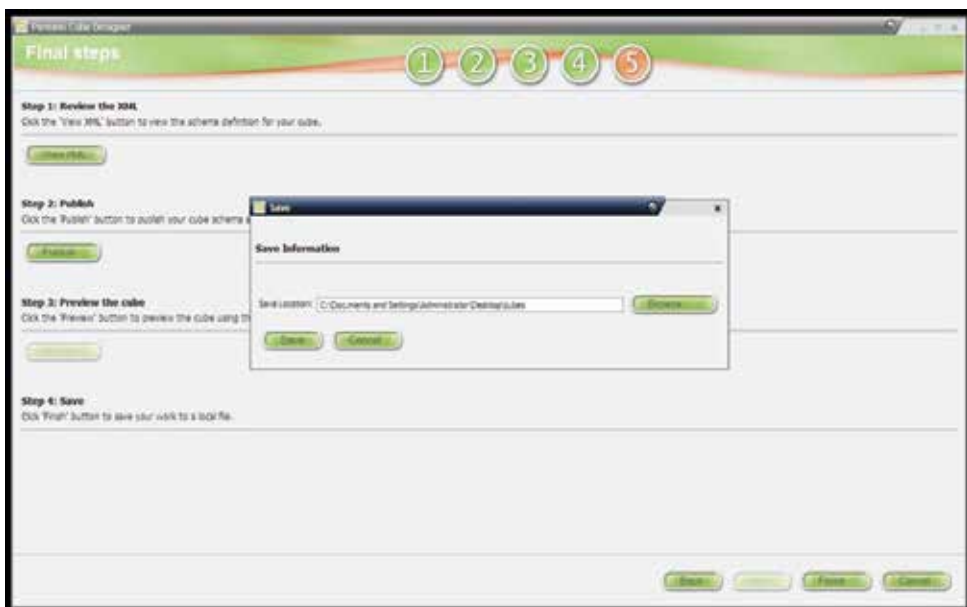 Pentaho Cube Designer
Final steps
1 2 3 4 5
Step 1: Review the XML
Click the 'View XML' button to view the schema definition for your cube.
View XML
Step 2: Publish
Click the 'Publish' button to publish your cube schema
Publish
Step 3: Preview the cube
Click the 'Preview' button to preview the cube using
Step 4: Save
Click 'Finish' button to save your work to a local file.
Save
Save Information
Save Location: C:\Documents and Settings\Administrator\Desktop\cubes
Browse
Save Cancel
Back Finish Cancel